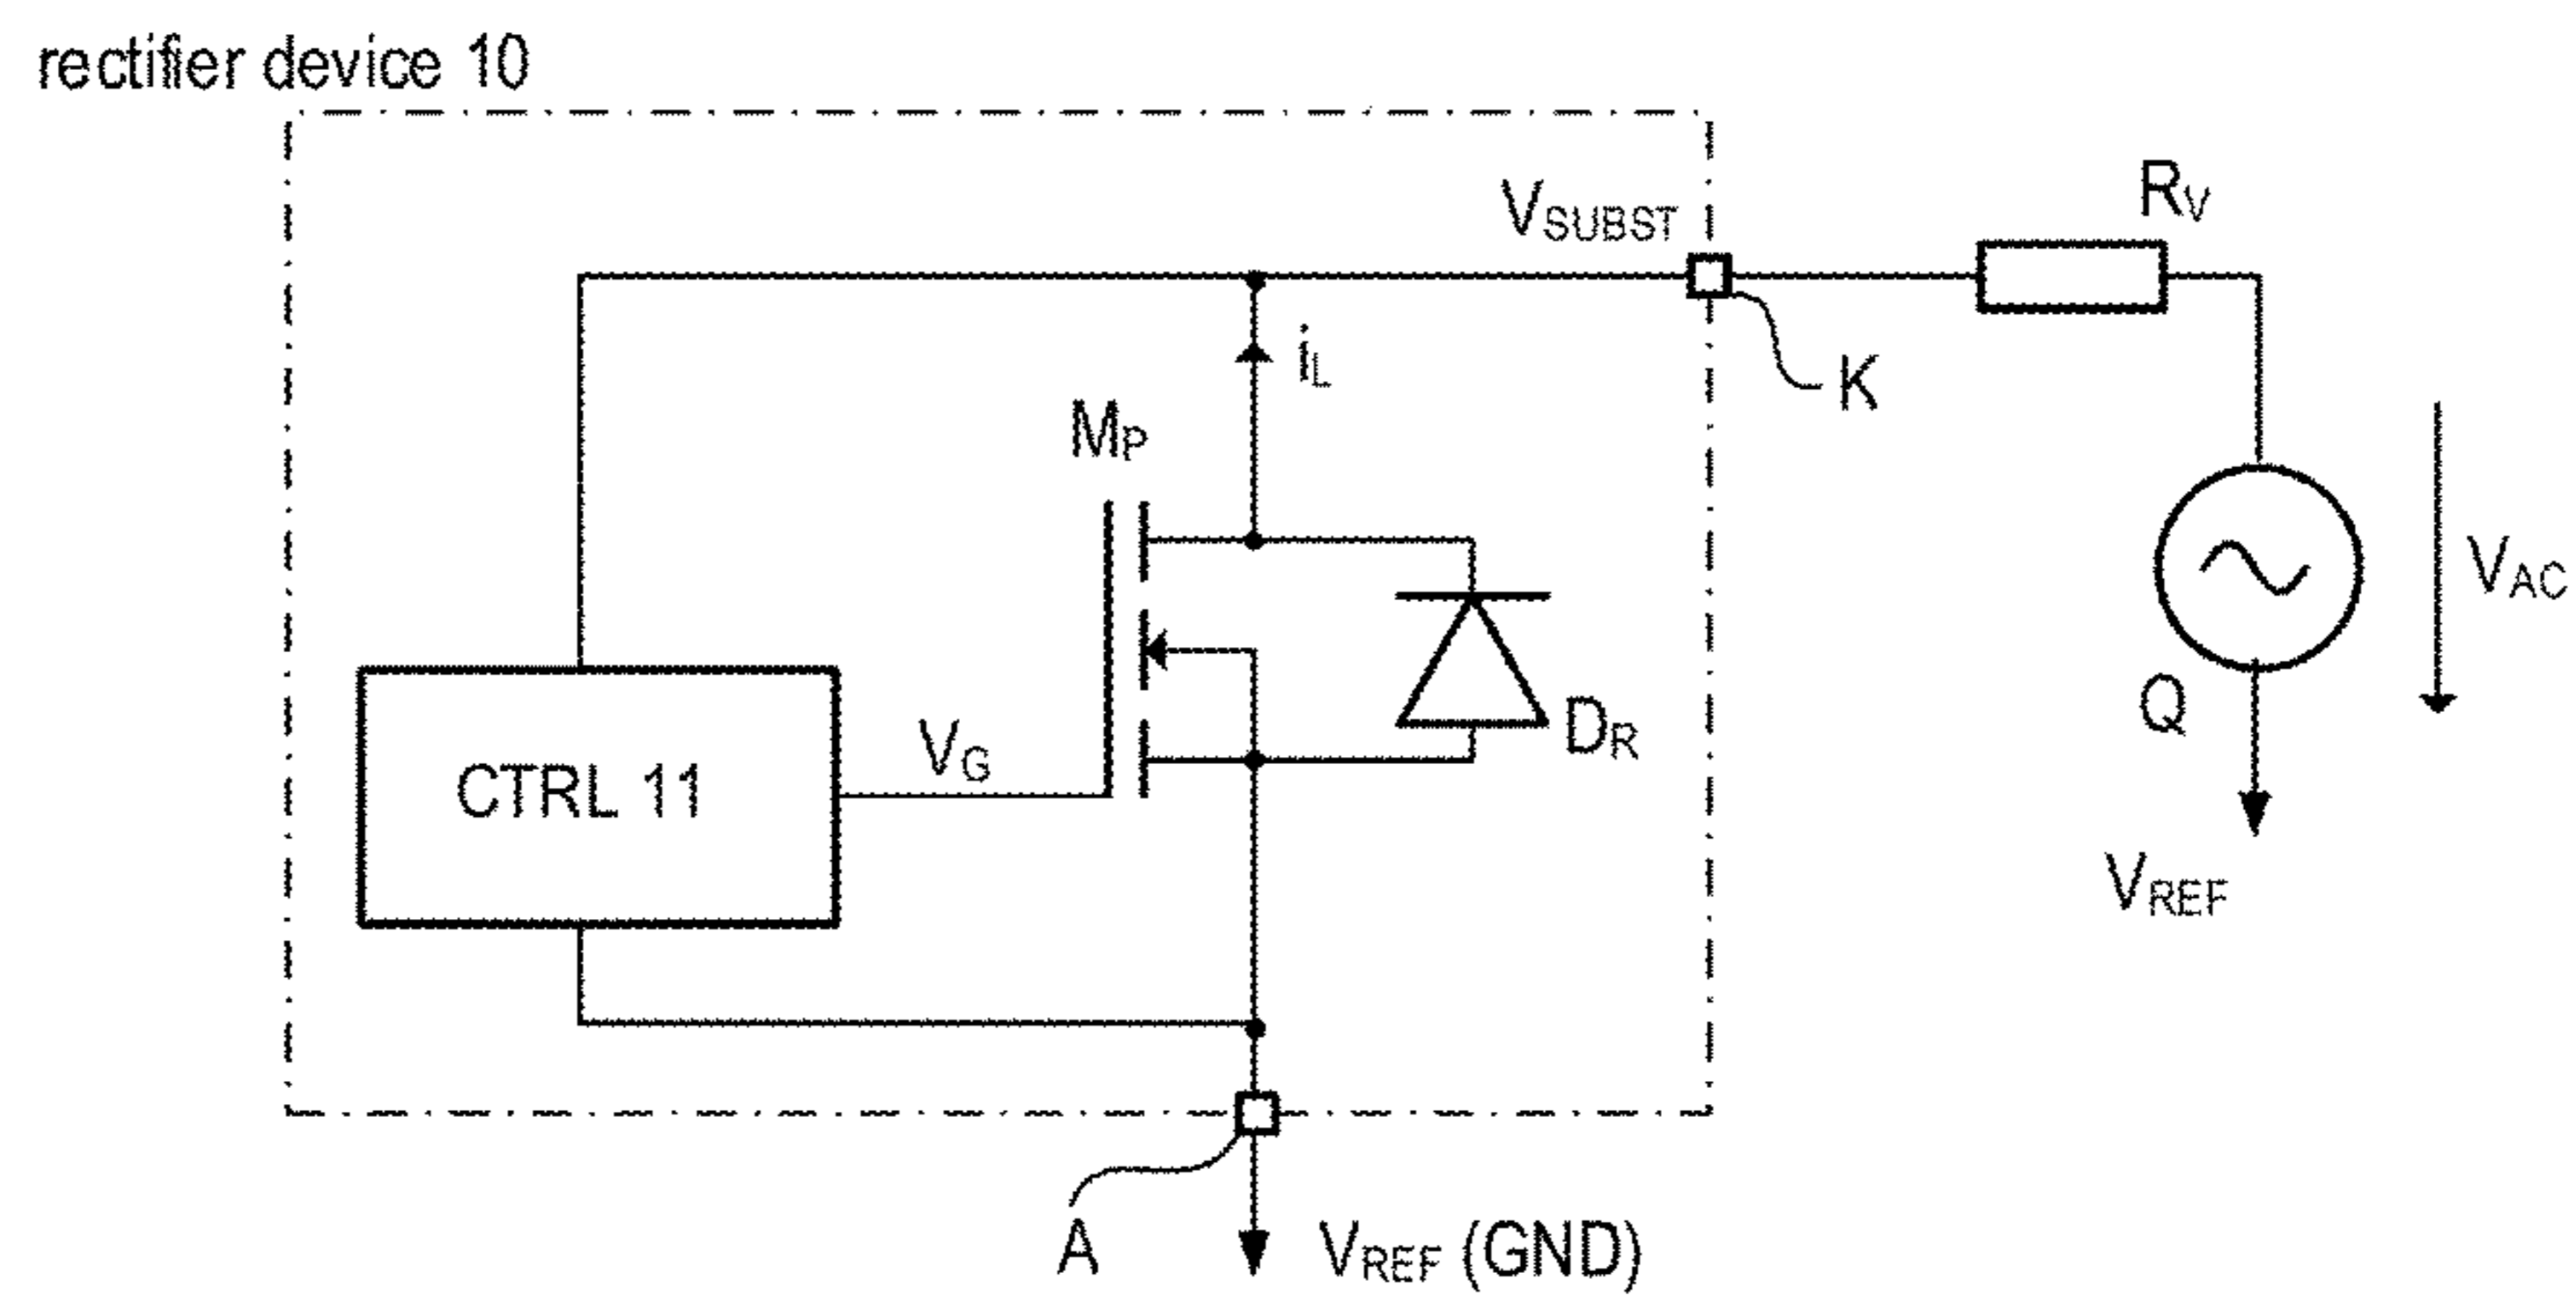 rectifier device 10
VSUBST
RV
iL
K
MP
VAC
Q
DR
VG
CTRL 11
VREF
A
VREF (GND)